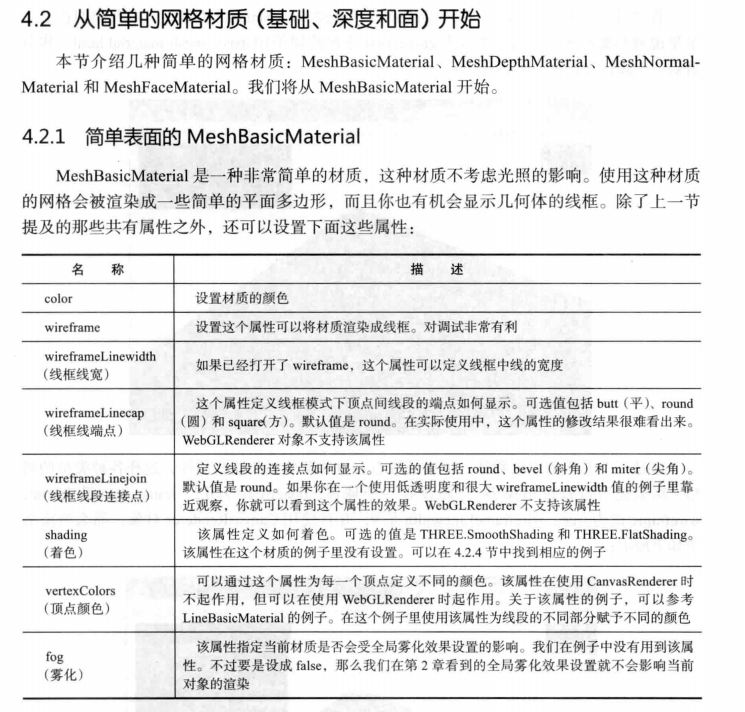 4.2 从简单的网格材质（基础、深度和面）开始
本节介绍几种简单的网格材质：MeshBasicMaterial、MeshDepthMaterial、MeshNormal-
Material 和 MeshFaceMaterial。我们将从 MeshBasicMaterial 开始。
4.2.1 简单表面的 MeshBasicMaterial
MeshBasicMaterial 是一种非常简单的材质，这种材质不考虑光照的影响。使用这种材质
的网格会被渲染成一些简单的平面多边形，而且你也有机会显示几何体的线框。除了上一节
提及的那些共有属性之外，还可以设置下面这些属性：
名 称 描 述
color 设置材质的颜色
wireframe 设置这个属性可以将材质渲染成线框。对调试非常有利
wireframeLinewidth
（线框线宽）
如果已经打开了 wireframe，这个属性可以定义线框中线的宽度
wireframeLinecap
（线框线端点）
这个属性定义线框模式下顶点间线段的端点如何显示。可选值包括 butt（平）、round
（圆）和 square(方）。默认值是 round。在实际使用中，这个属性的修改结果很难看出来。
WebGLRenderer 对象不支持该属性
wireframeLinejoin
（线框线段连接点）
定义线段的连接点如何显示。可选的值包括 round、bevel（斜角）和 miter（尖角）。
默认值是 round。如果你在一个使用低透明度和很大 wireframeLinewidth 值的例子里靠
近观察，你就可以看到这个属性的效果。WebGLRenderer 不支持该属性
shading
（着色）
该属性定义如何着色。可选的值是 THREE.SmoothShading 和 THREE.FlatShading。
该属性在这个材质的例子里没有设置。可以在 4.2.4 节中找到相应的例子
vertexColors
（顶点颜色）
可以通过这个属性为每一个顶点定义不同的颜色。该属性在使用 CanvasRenderer 时
不起作用，但可以在使用 WebGLRenderer 时起作用。关于该属性的例子，可以参考
LineBasicMaterial 的例子。在这个例子里使用该属性为线段的不同部分赋予不同的颜色
fog
（雾化）
该属性指定当前材质是否会受全局雾化效果设置的影响。我们在例子中没有用到该属
性。不过要是设成 false，那么我们在第 2 章看到的全局雾化效果设置就不会影响当前
对象的渲染